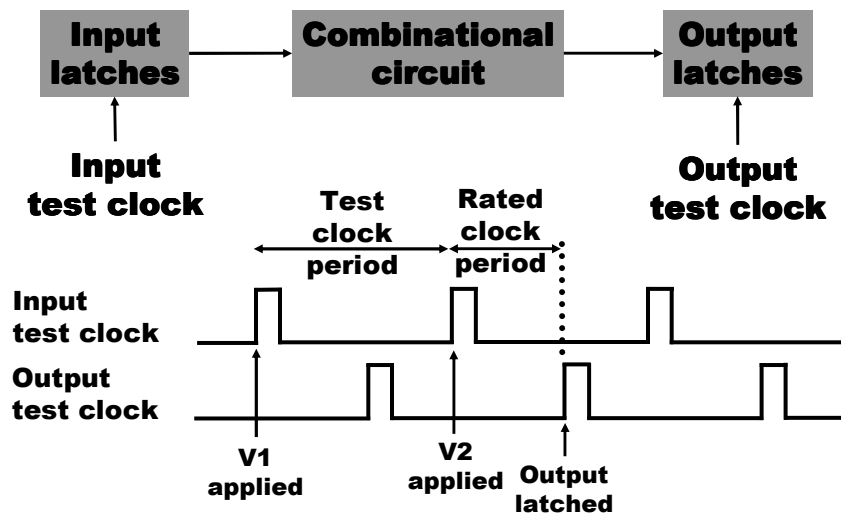 Input
latches
Combinational
circuit
Output
latches
Input
test clock
Output
test clock
Test
clock
period
Rated
clock
period
Input
test clock
Output
test clock
V1
applied
V2
applied
Output
latched